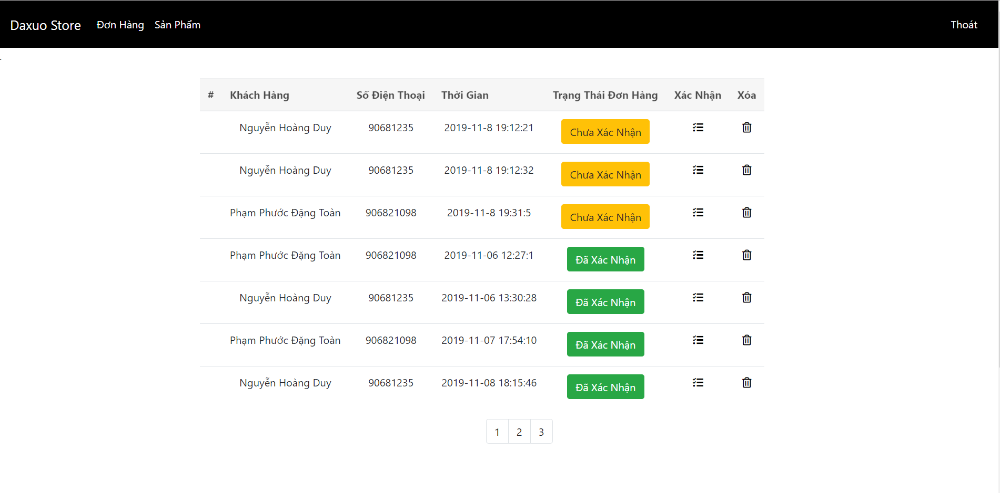 Daxuo Store Đơn Hàng Sản Phẩm Thoát
.
# Khách Hàng Số Điện Thoại Thời Gian Trạng Thái Đơn Hàng Xác Nhận Xóa
Nguyễn Hoàng Duy 90681235 2019-11-8 19:12:21 Chưa Xác Nhận
Nguyễn Hoàng Duy 90681235 2019-11-8 19:12:32 Chưa Xác Nhận
Phạm Phước Đặng Toàn 906821098 2019-11-8 19:31:5 Chưa Xác Nhận
Phạm Phước Đặng Toàn 906821098 2019-11-06 12:27:1 Đã Xác Nhận
Nguyễn Hoàng Duy 90681235 2019-11-06 13:30:28 Đã Xác Nhận
Phạm Phước Đặng Toàn 906821098 2019-11-07 17:54:10 Đã Xác Nhận
Nguyễn Hoàng Duy 90681235 2019-11-08 18:15:46 Đã Xác Nhận
1 2 3